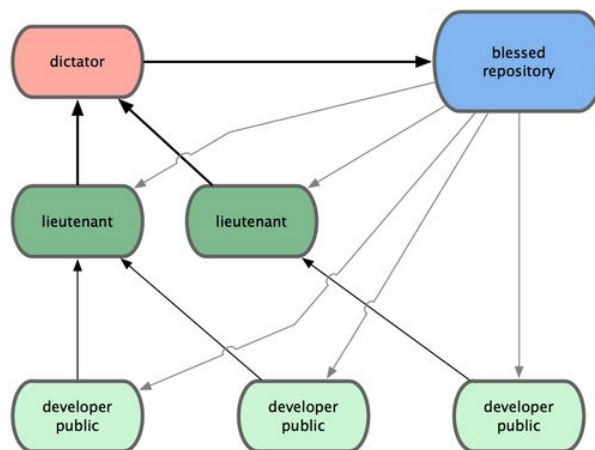 dictator
blessed
repository
lieutenant
lieutenant
developer
public
developer
public
developer
public